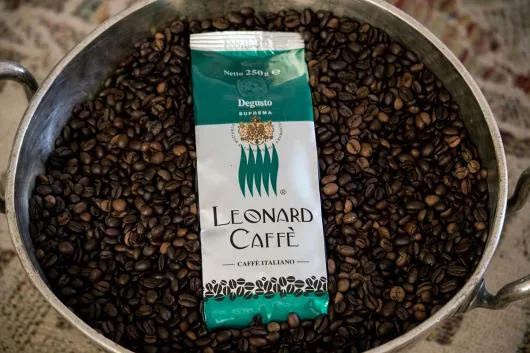 Netto 250g e
Degusto
SUPREMA
®
LEONARD
CAFFÈ
CAFFÈ ITALIANO